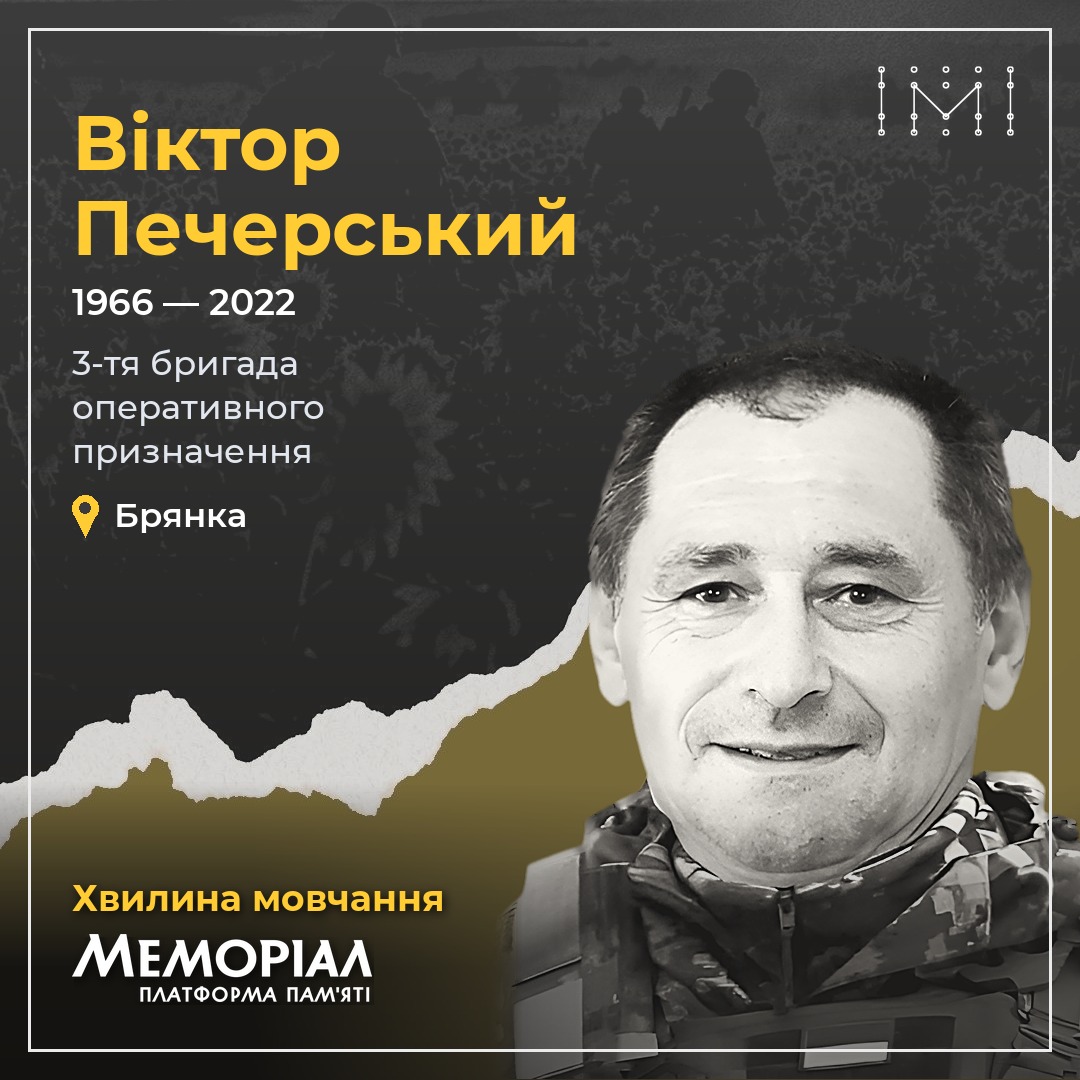 Віктор
Печерський
1966 — 2022
3-тя бригада
оперативного
призначення
Брянка
Хвилина мовчання
МЕМОРІАЛ
ПЛАТФОРМА ПАМ'ЯТІ